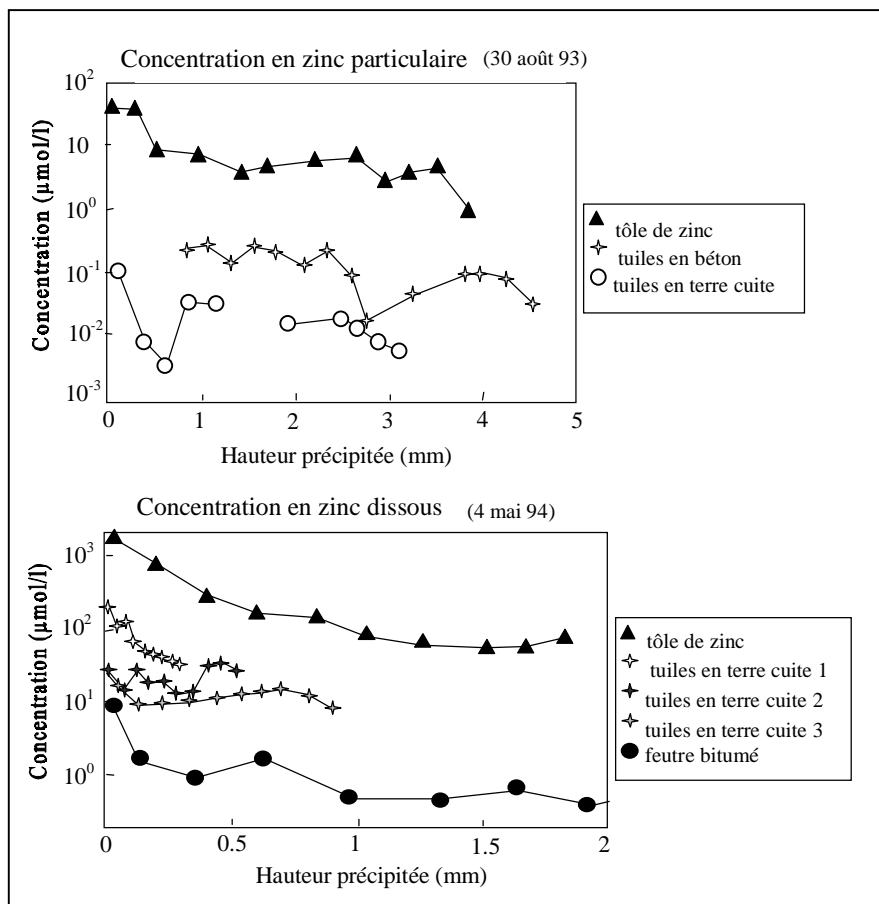 Concentration en zinc particulaire (30 août 93)
Concentration (µmol/l)
10²
10
10⁰
10⁻¹
10⁻²
10⁻³
0 1 2 3 4 5
Hauteur précipitée (mm)
tôle de zinc
tuiles en béton
tuiles en terre cuite
Concentration en zinc dissous (4 mai 94)
Concentration (µmol/l)
10³
10²
10¹
10⁰
0 0.5 1 1.5 2
Hauteur précipitée (mm)
tôle de zinc
tuiles en terre cuite 1
tuiles en terre cuite 2
tuiles en terre cuite 3
feutre bitumé